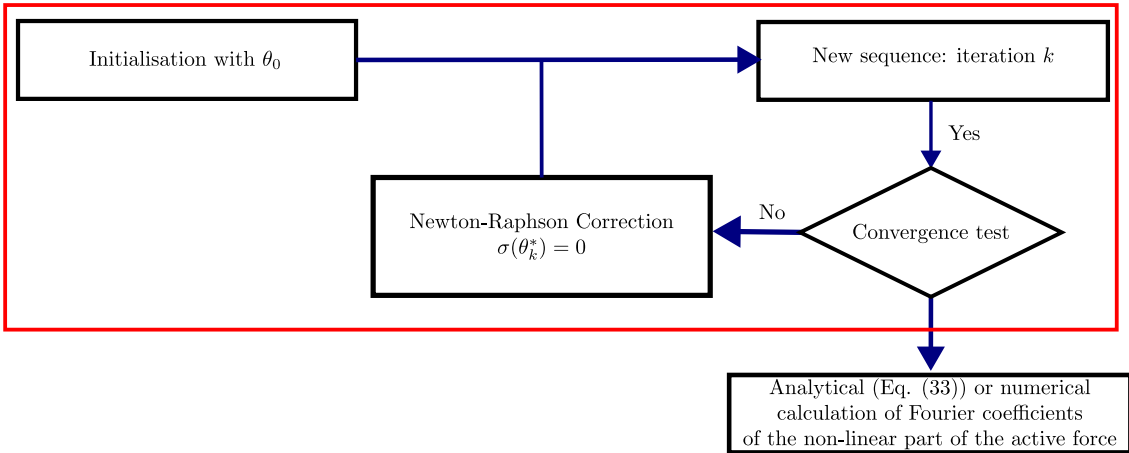 Initialisation with θ₀
New sequence: iteration k
Yes
Newton-Raphson Correction
σ(θ*ₖ) = 0
No
Convergence test
Analytical (Eq. (33)) or numerical
calculation of Fourier coefficients
of the non-linear part of the active force